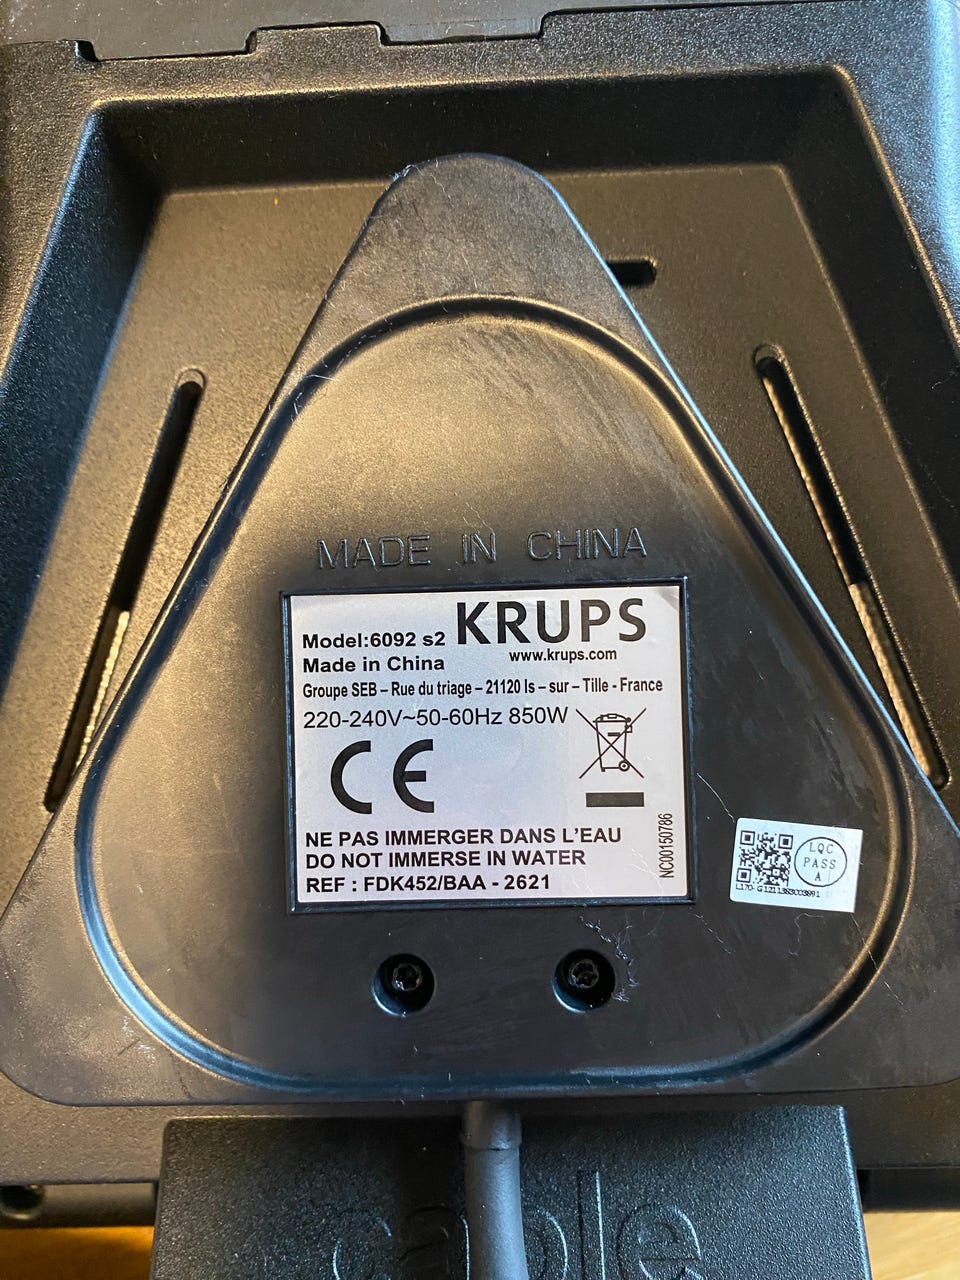 MADE IN CHINA
KRUPS
Model:6092 s2
www.krups.com
Made in China
Groupe SEB – Rue du triage – 21120 Is – sur – Tille - France
220-240V~50-60Hz 850W
CE
NE PAS IMMERGER DANS L'EAU
DO NOT IMMERSE IN WATER
REF : FDK452/BAA - 2621
NC00150786
LQC
PASS
A
cable